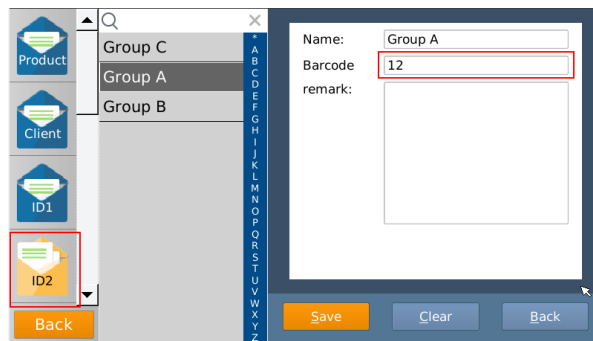 Product
Client
ID1
ID2
Back
Group C
Group A
Group B
*
A
B
C
D
E
F
G
H
I
J
K
L
M
N
O
P
Q
R
S
T
U
V
W
X
Y
Z
Name: Group A
Barcode 12
remark:
Save Clear Back